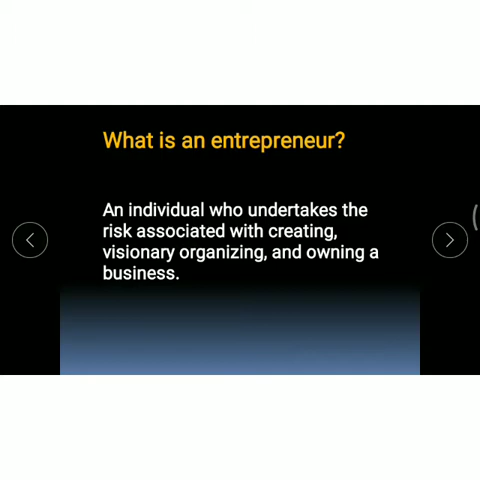 What is an entrepreneur?
An individual who undertakes the
risk associated with creating,
visionary organizing, and owning a
business.